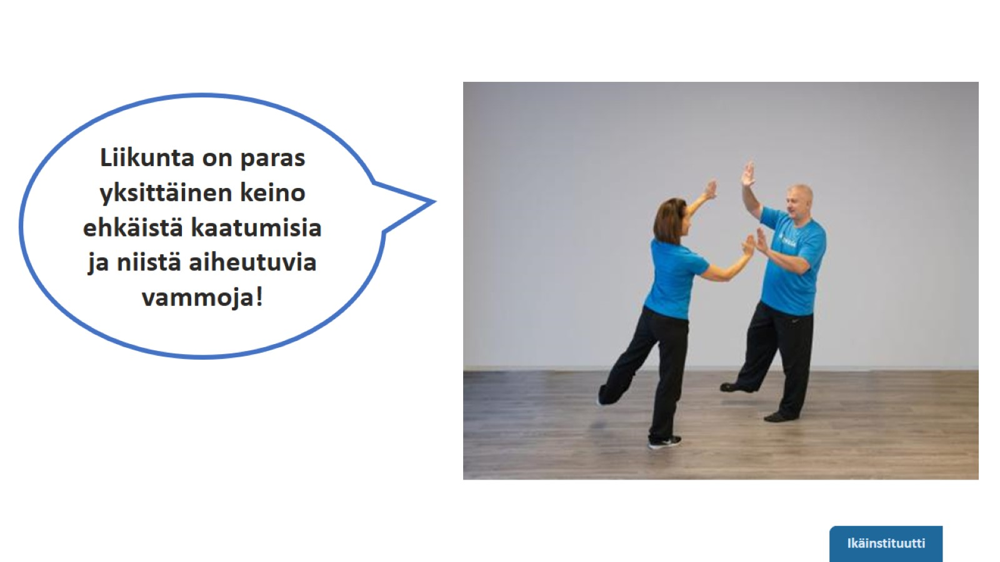 Liikunta on paras
yksittäinen keino
ehkäistä kaatumisia
ja niistä aiheutuvia
vammoja!
Ikäinstituutti